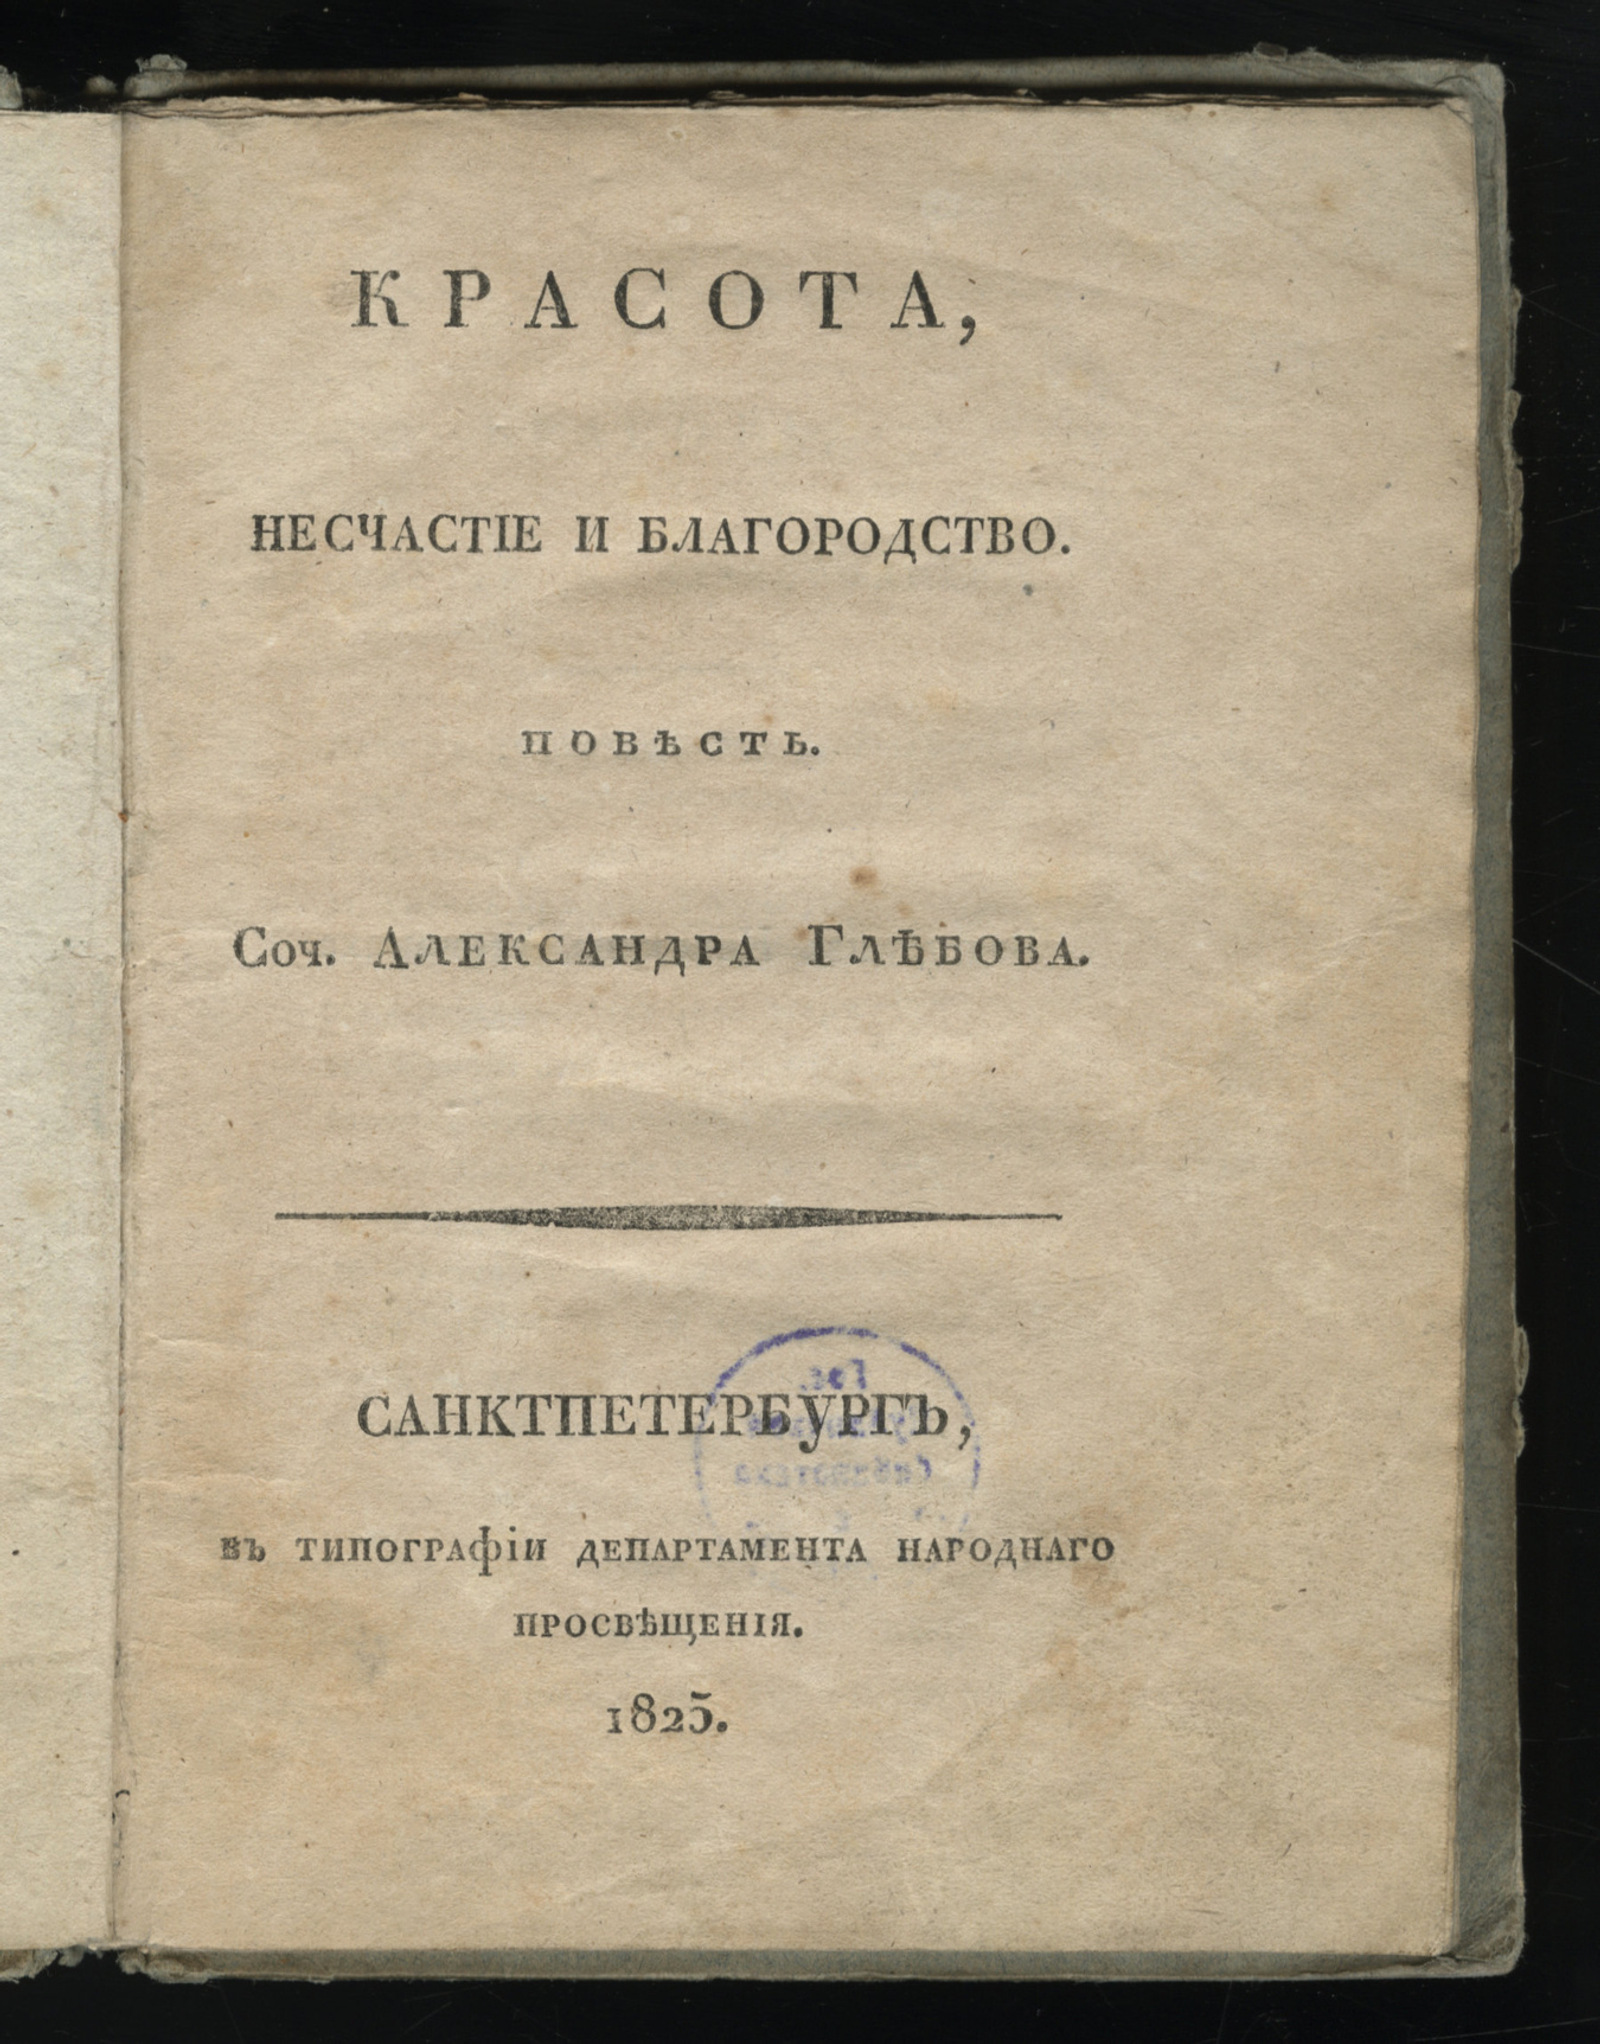 КРАСОТА,
НЕСЧАСТІЕ И БЛАГОРОДСТВО.
ПОВѢСТЬ.
Соч. АЛЕКСАНДРА ГЛѢБОВА.
САНКТПЕТЕРБУРГЪ,
въ типографіи департамента народнаго
просвѣщенія.
1825.